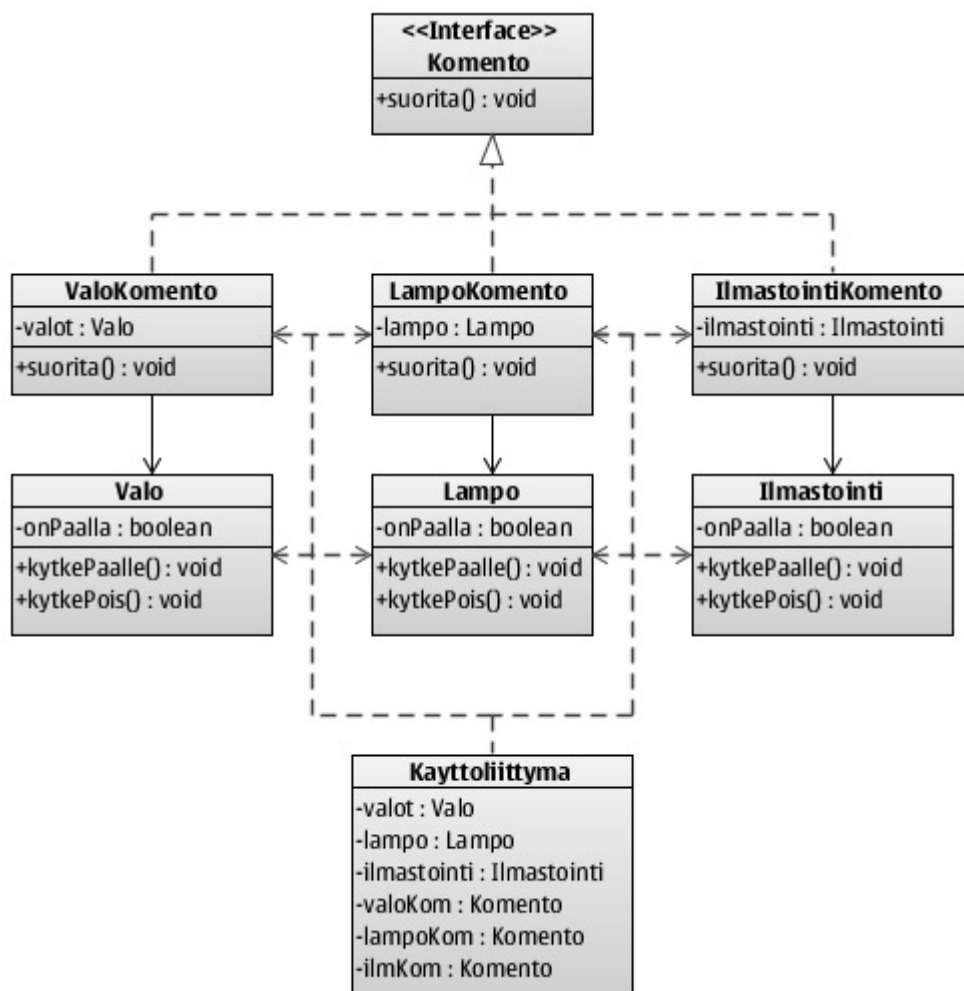 <<Interface>>
Komento
+suorita() : void
ValoKomento
-valot : Valo
+suorita() : void
LampoKomento
-lampo : Lampo
+suorita() : void
IlmastointiKomento
-ilmastointi : Ilmastointi
+suorita() : void
Valo
-onPaalla : boolean
+kytkePaalle() : void
+kytkePois() : void
Lampo
-onPaalla : boolean
+kytkePaalle() : void
+kytkePois() : void
Ilmastointi
-onPaalla : boolean
+kytkePaalle() : void
+kytkePois() : void
Kayttoliittyma
-valot : Valo
-lampo : Lampo
-ilmastointi : Ilmastointi
-valoKom : Komento
-lampoKom : Komento
-ilmKom : Komento